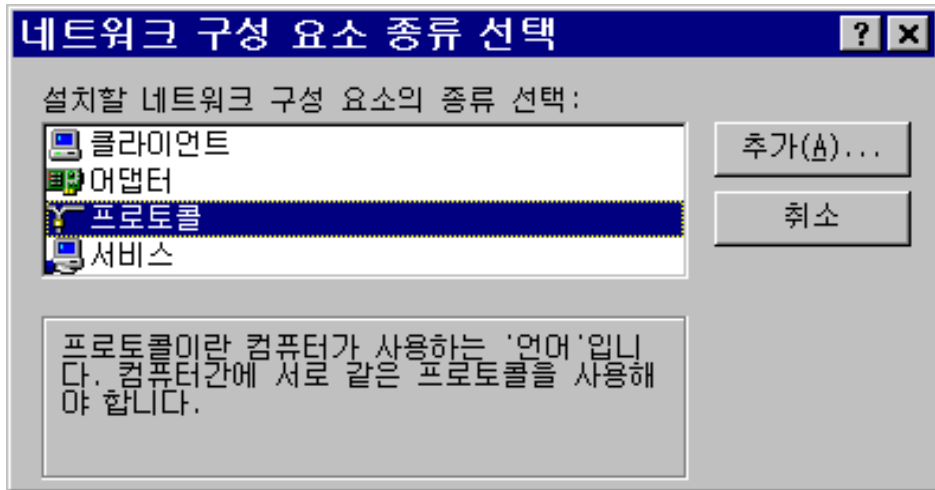 네트워크 구성 요소 종류 선택
설치할 네트워크 구성 요소의 종류 선택:
클라이언트
어댑터
프로토콜
서비스
추가(A)...
취소
프로토콜이란 컴퓨터가 사용하는 '언어'입니
다. 컴퓨터간에 서로 같은 프로토콜을 사용해
야 합니다.